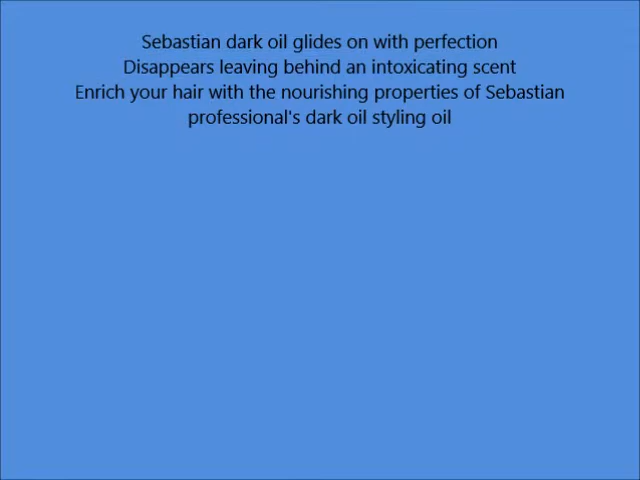 Sebastian dark oil glides on with perfection
Disappears leaving behind an intoxicating scent
Enrich your hair with the nourishing properties of Sebastian
professional's dark oil styling oil